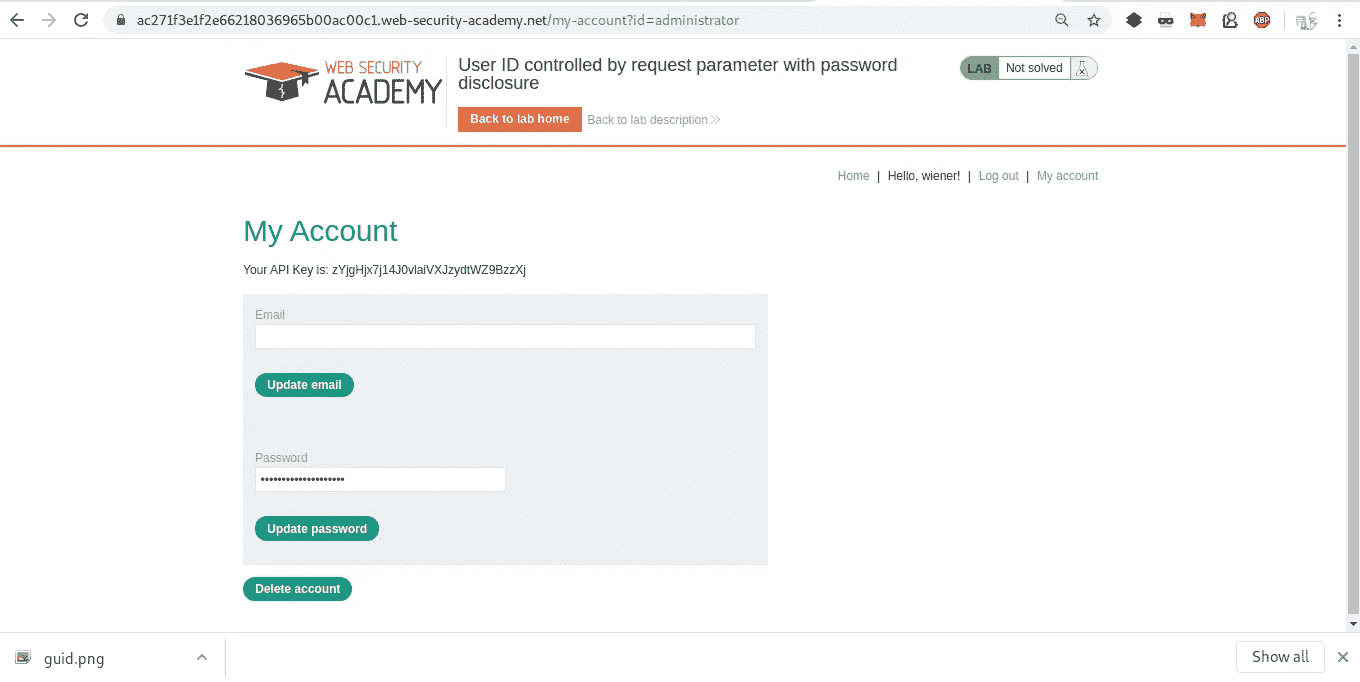 ac271f3e1f2e66218036965b00ac00c1.web-security-academy.net/my-account?id=administrator
ABP
WEB SECURITY
ACADEMY
User ID controlled by request parameter with password
disclosure
LAB Not solved
Back to lab home Back to lab description >>
Home | Hello, wiener! | Log out | My account
My Account
Your API Key is: zYjgHjx7j14J0vlaiVXJzydtWZ9BzzXj
Email
Update email
Password
••••••••••••••••••••
Update password
Delete account
guid.png
Show all